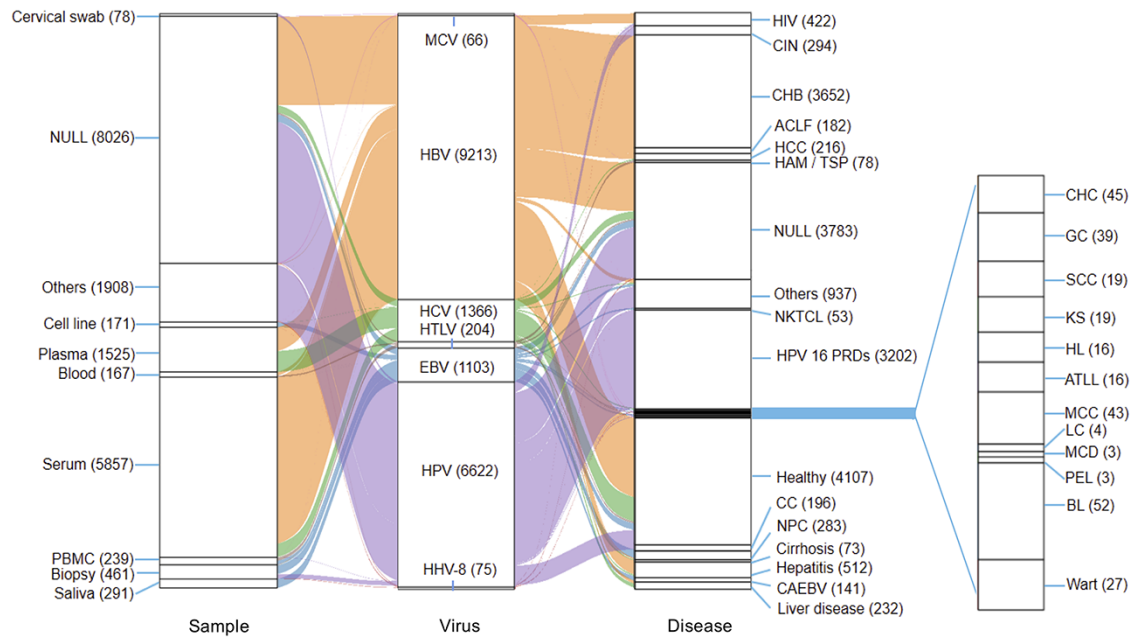 Cervical swab (78)
NULL (8026)
Others (1908)
Cell line (171)
Plasma (1525)
Blood (167)
Serum (5857)
PBMC (239)
Biopsy (461)
Saliva (291)
Sample
MCV (66)
HBV (9213)
HCV (1366)
HTLV (204)
EBV (1103)
HPV (6622)
HHV-8 (75)
Virus
HIV (422)
CIN (294)
CHB (3652)
ACLF (182)
HCC (216)
HAM / TSP (78)
NULL (3783)
Others (937)
NKTCL (53)
HPV 16 PRDs (3202)
Healthy (4107)
CC (196)
NPC (283)
Cirrhosis (73)
Hepatitis (512)
CAEBV (141)
Liver disease (232)
Disease
CHC (45)
GC (39)
SCC (19)
KS (19)
HL (16)
ATLL (16)
MCC (43)
LC (4)
MCD (3)
PEL (3)
BL (52)
Wart (27)